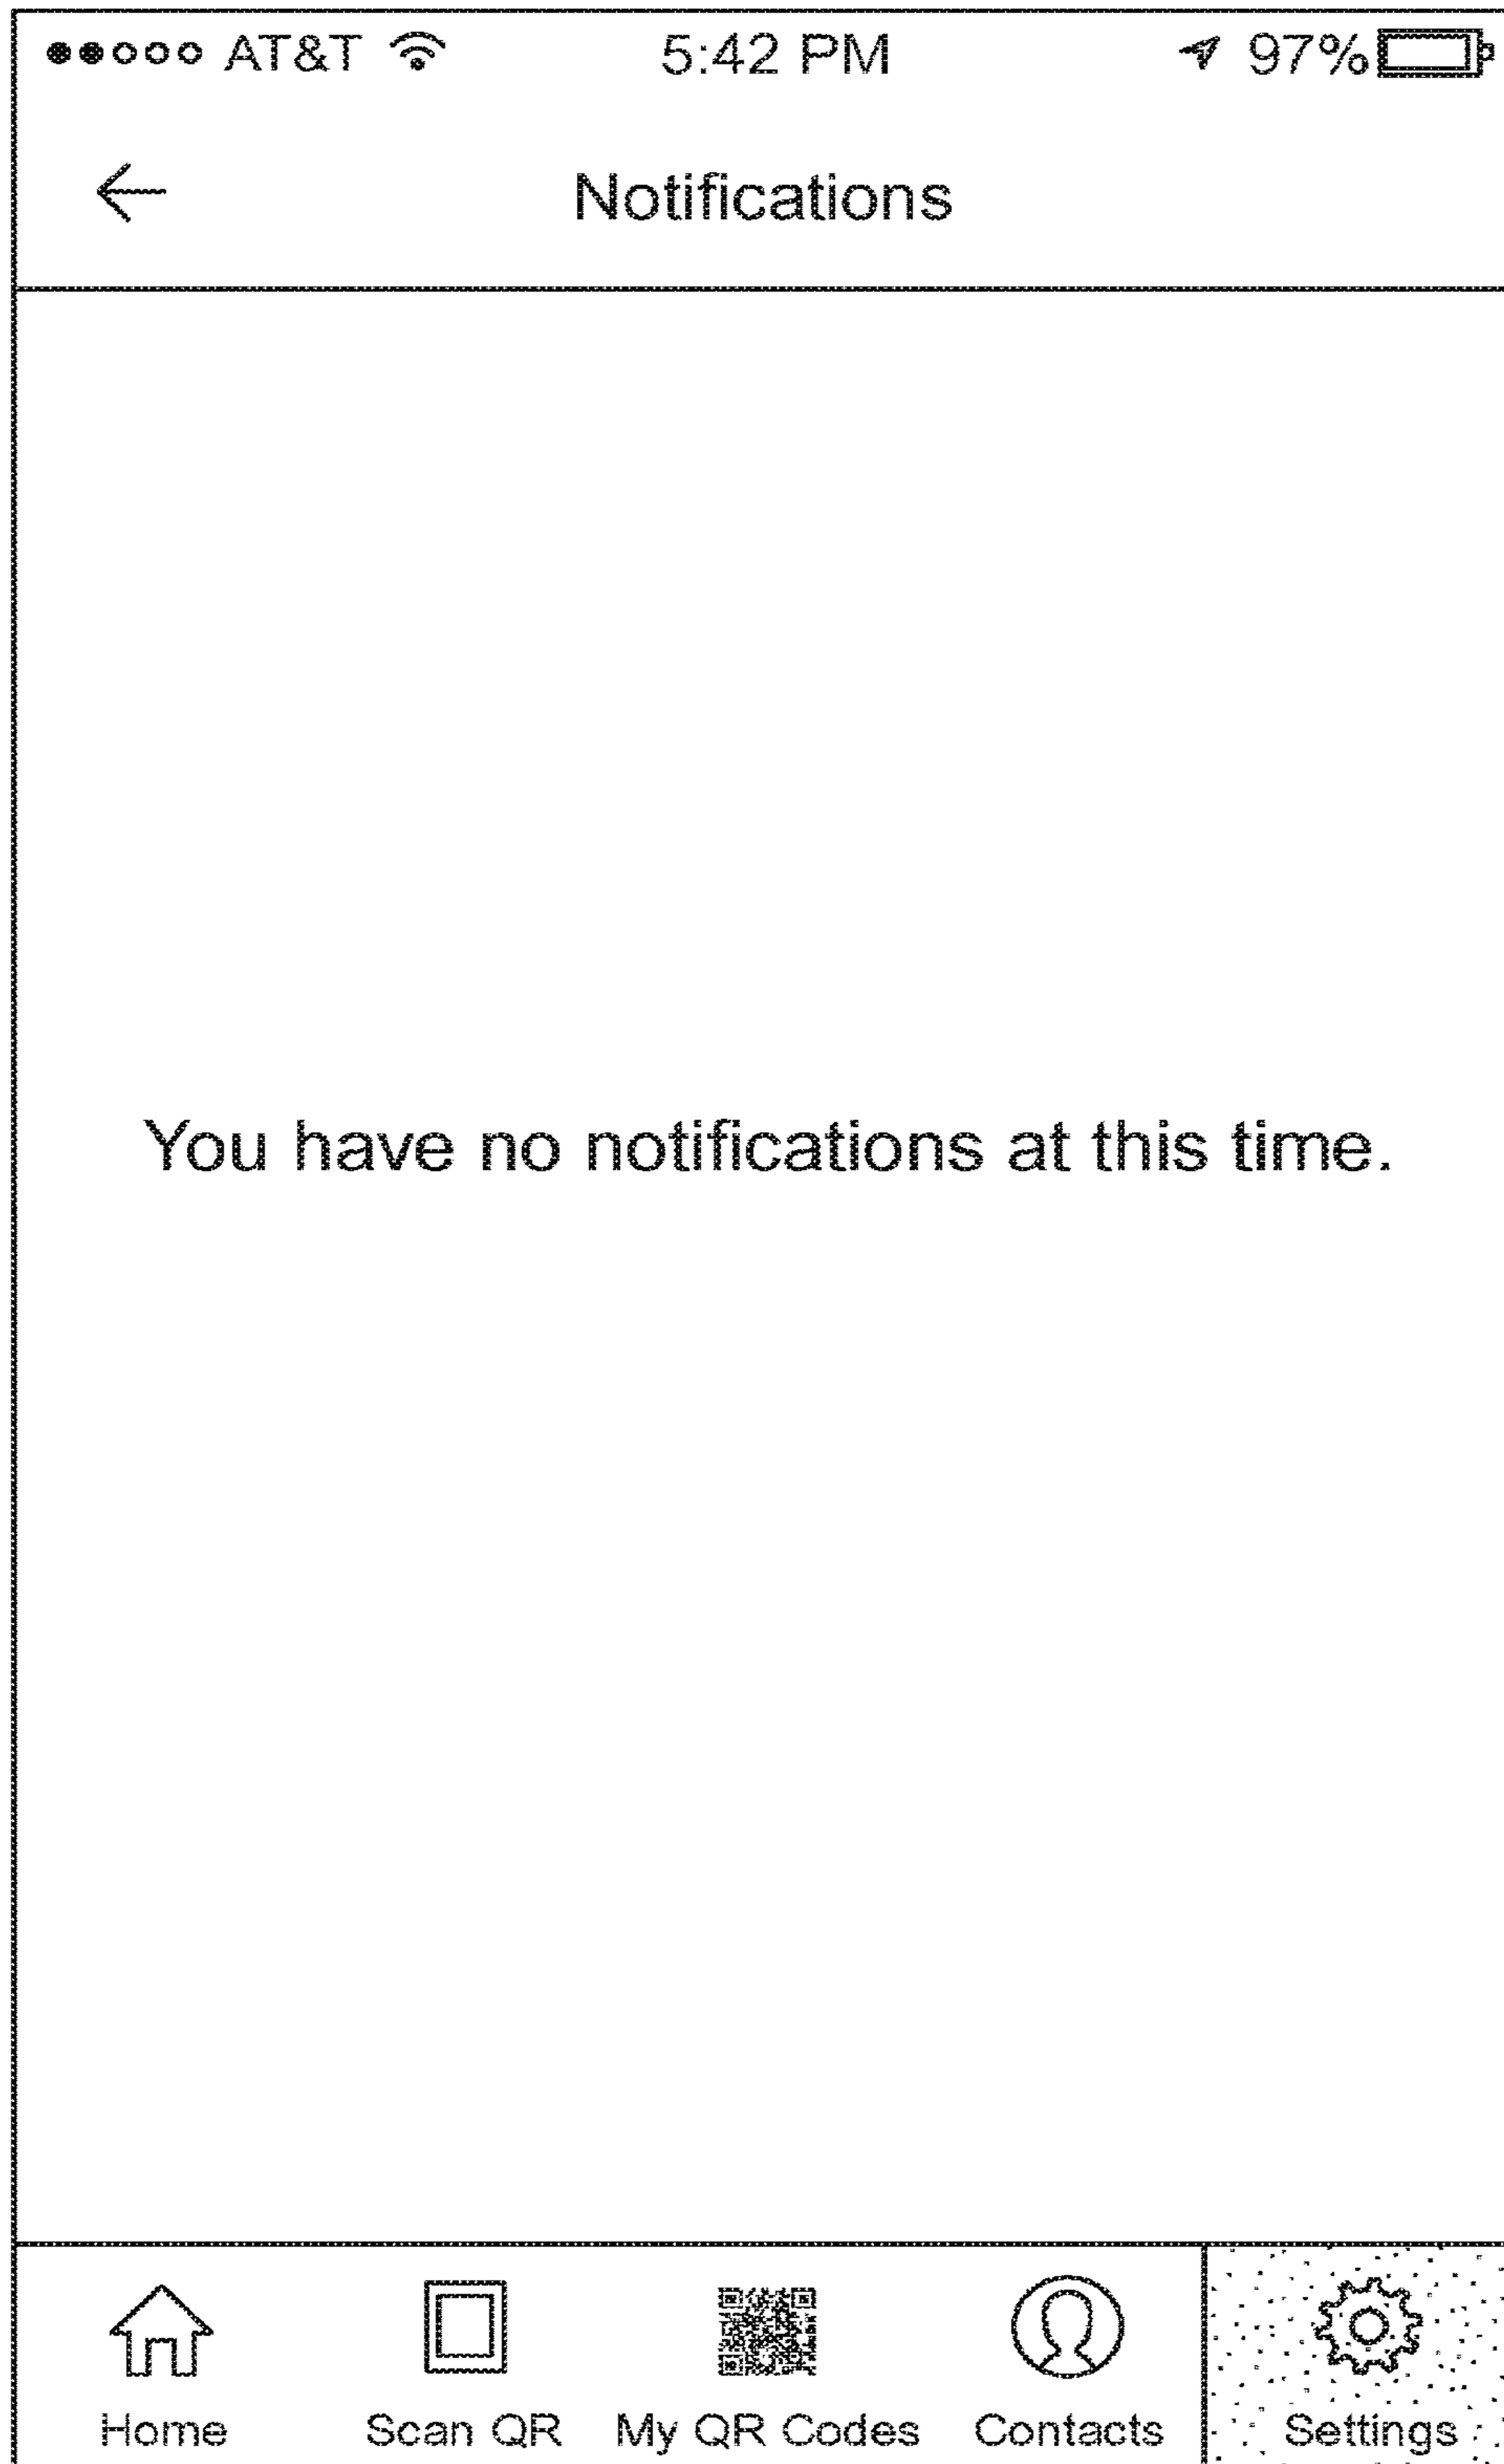 AT&T 5:42 PM 97%
Notifications
You have no notifications at this time.
Home Scan QR My QR Codes Contacts Settings